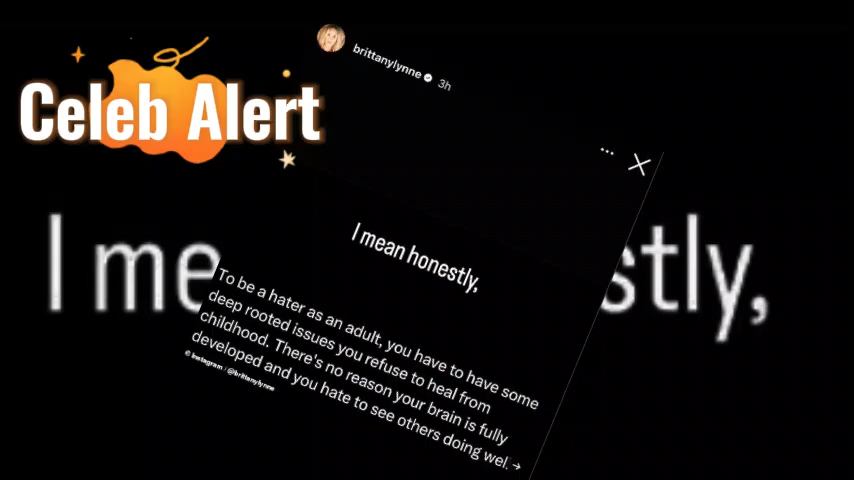 Celeb Alert
brittanylynne 3h
I mean honestly,
I me stly,
To be a hater as an adult, you have to have some
deep rooted issues you refuse to heal from
childhood. There's no reason your brain is fully
developed and you hate to see others doing wel. →
© Instagram / @brittanylynne